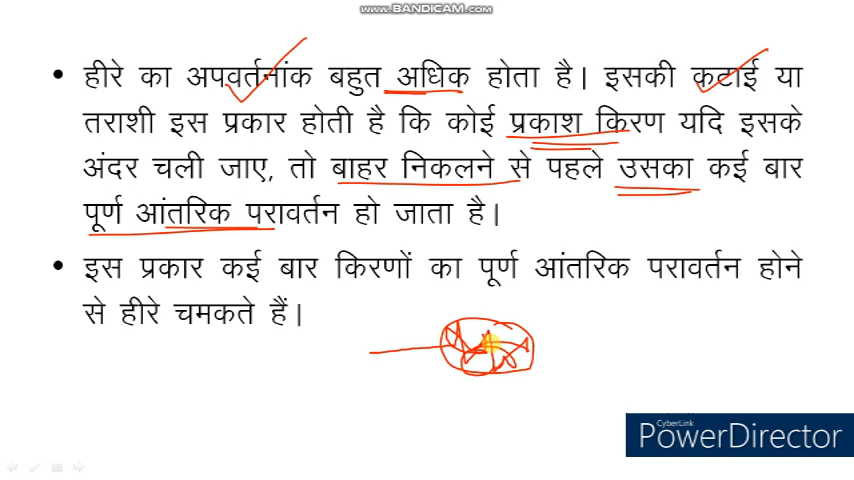 www.BANDICAM.com
हीरे का अपवर्तनांक बहुत अधिक होता है। इसकी कटाई या
तराशी इस प्रकार होती है कि कोई प्रकाश किरण यदि इसके
अंदर चली जाए, तो बाहर निकलने से पहले उसका कई बार
पूर्ण आंतरिक परावर्तन हो जाता है।
इस प्रकार कई बार किरणों का पूर्ण आंतरिक परावर्तन होने
से हीरे चमकते हैं।
CyberLink
PowerDirector